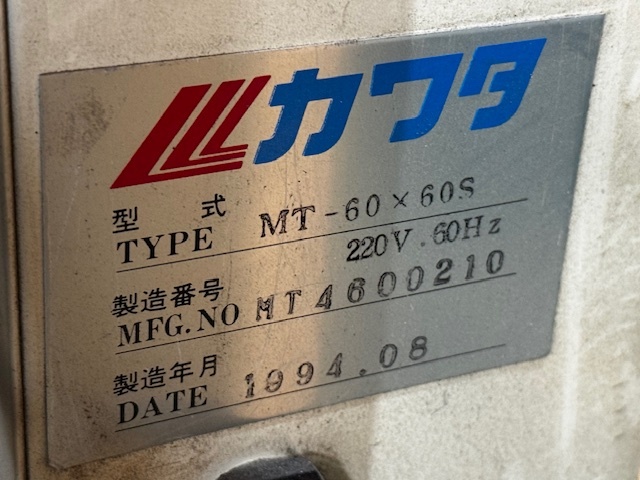 カワタ
型 式
TYPE MT-60×60S
220V.60Hz
製造番号
MFG.NO MT4600210
製造年月
DATE 1994.08